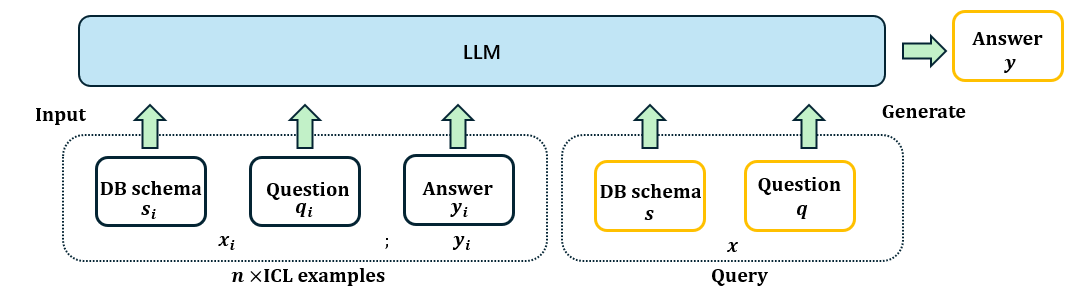 LLM
Answer
y
Input
Generate
DB schema
s_i
Question
q_i
Answer
y_i
DB schema
s
Question
q
x_i ; y_i
x
n ×ICL examples
Query